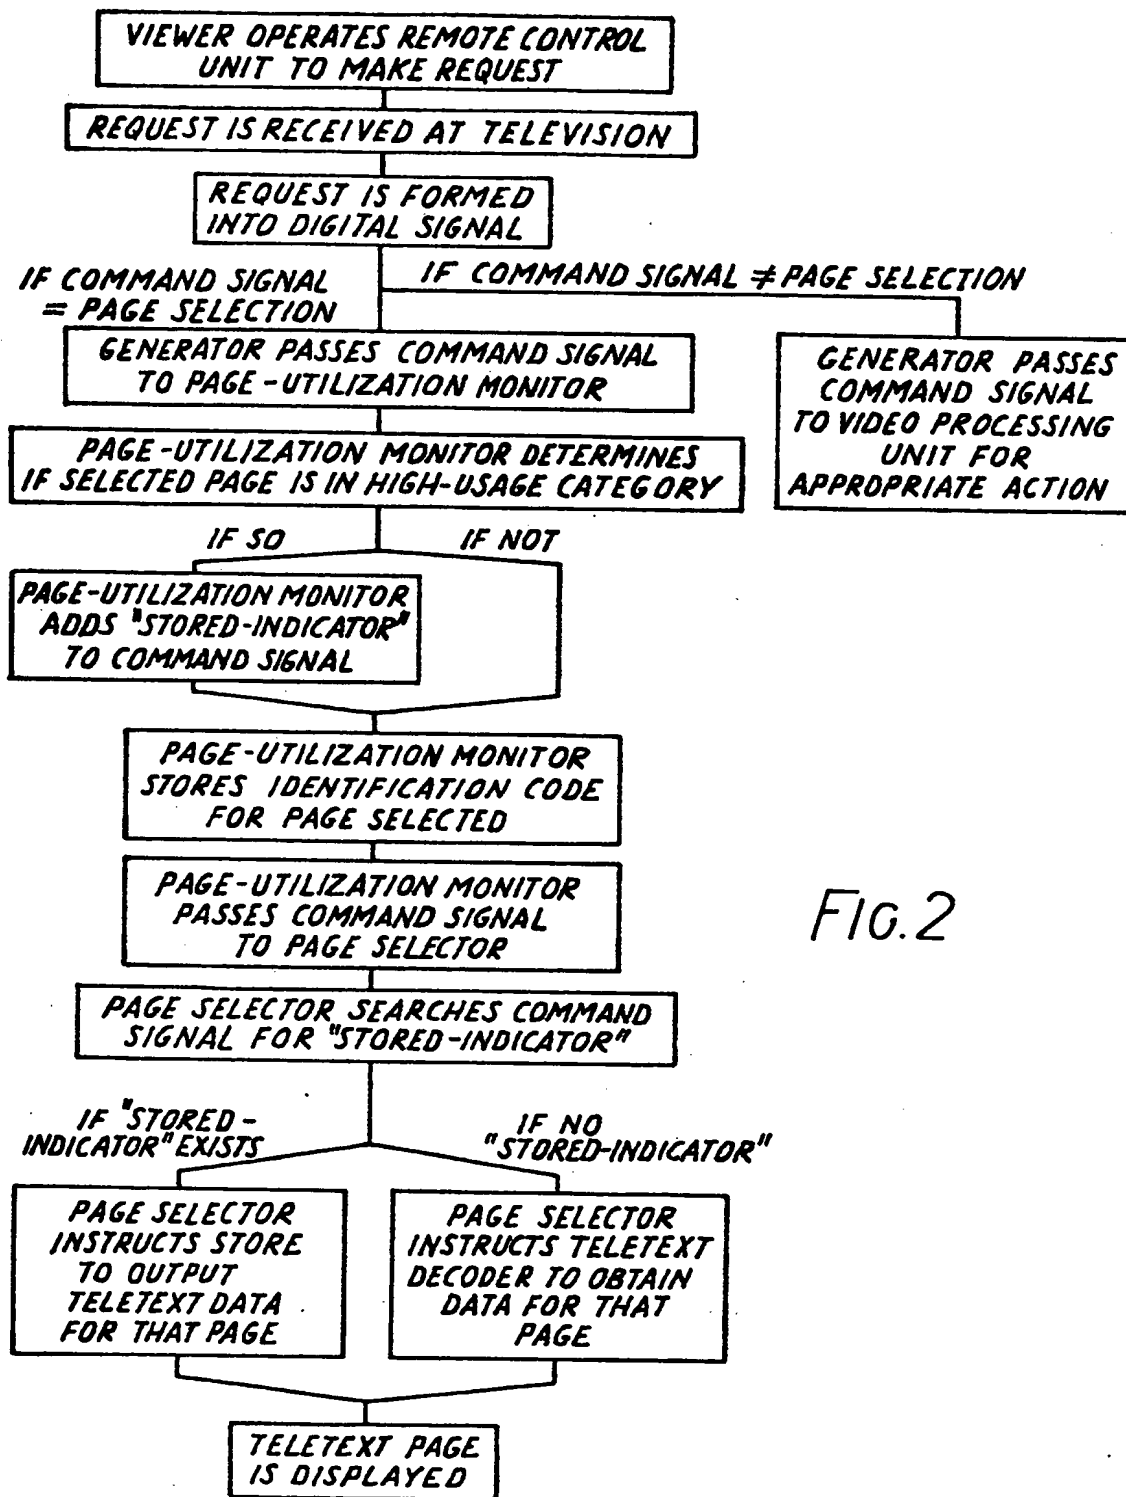 VIEWER OPERATES REMOTE CONTROL
UNIT TO MAKE REQUEST
REQUEST IS RECEIVED AT TELEVISION
REQUEST IS FORMED
INTO DIGITAL SIGNAL
IF COMMAND SIGNAL
= PAGE SELECTION
IF COMMAND SIGNAL ≠ PAGE SELECTION
GENERATOR PASSES COMMAND SIGNAL
TO PAGE-UTILIZATION MONITOR
GENERATOR PASSES
COMMAND SIGNAL
TO VIDEO PROCESSING
UNIT FOR
APPROPRIATE ACTION
PAGE-UTILIZATION MONITOR DETERMINES
IF SELECTED PAGE IS IN HIGH-USAGE CATEGORY
IF SO
IF NOT
PAGE-UTILIZATION MONITOR
ADDS "STORED-INDICATOR"
TO COMMAND SIGNAL
PAGE-UTILIZATION MONITOR
STORES IDENTIFICATION CODE
FOR PAGE SELECTED
PAGE-UTILIZATION MONITOR
PASSES COMMAND SIGNAL
TO PAGE SELECTOR
FIG.2
PAGE SELECTOR SEARCHES COMMAND
SIGNAL FOR "STORED-INDICATOR"
IF "STORED-
INDICATOR" EXISTS
IF NO
"STORED-INDICATOR"
PAGE SELECTOR
INSTRUCTS STORE
TO OUTPUT
TELETEXT DATA
FOR THAT PAGE
PAGE SELECTOR
INSTRUCTS TELETEXT
DECODER TO OBTAIN
DATA FOR THAT
PAGE
TELETEXT PAGE
IS DISPLAYED